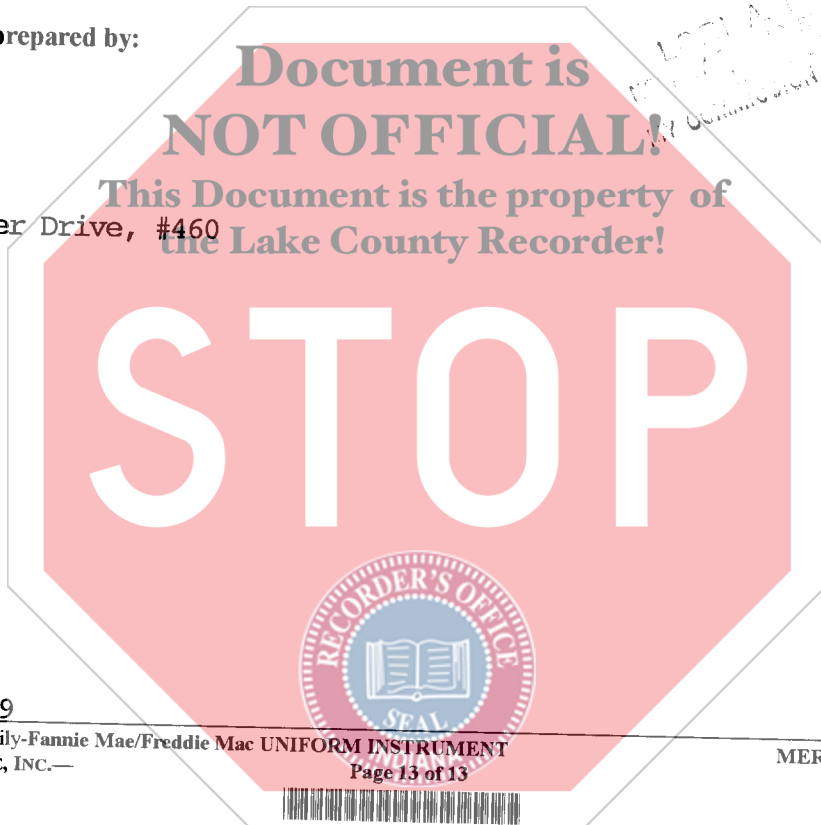 prepared by:
Document is
NOT OFFICIAL!
This Document is the property of
er Drive, #460
the Lake County Recorder!
STOP
RECORDER'S OFFICE
SEAL
INDIANA
9
ily-Fannie Mae/Freddie Mac UNIFORM INSTRUMENT
MER
, INC.—
Page 13 of 13